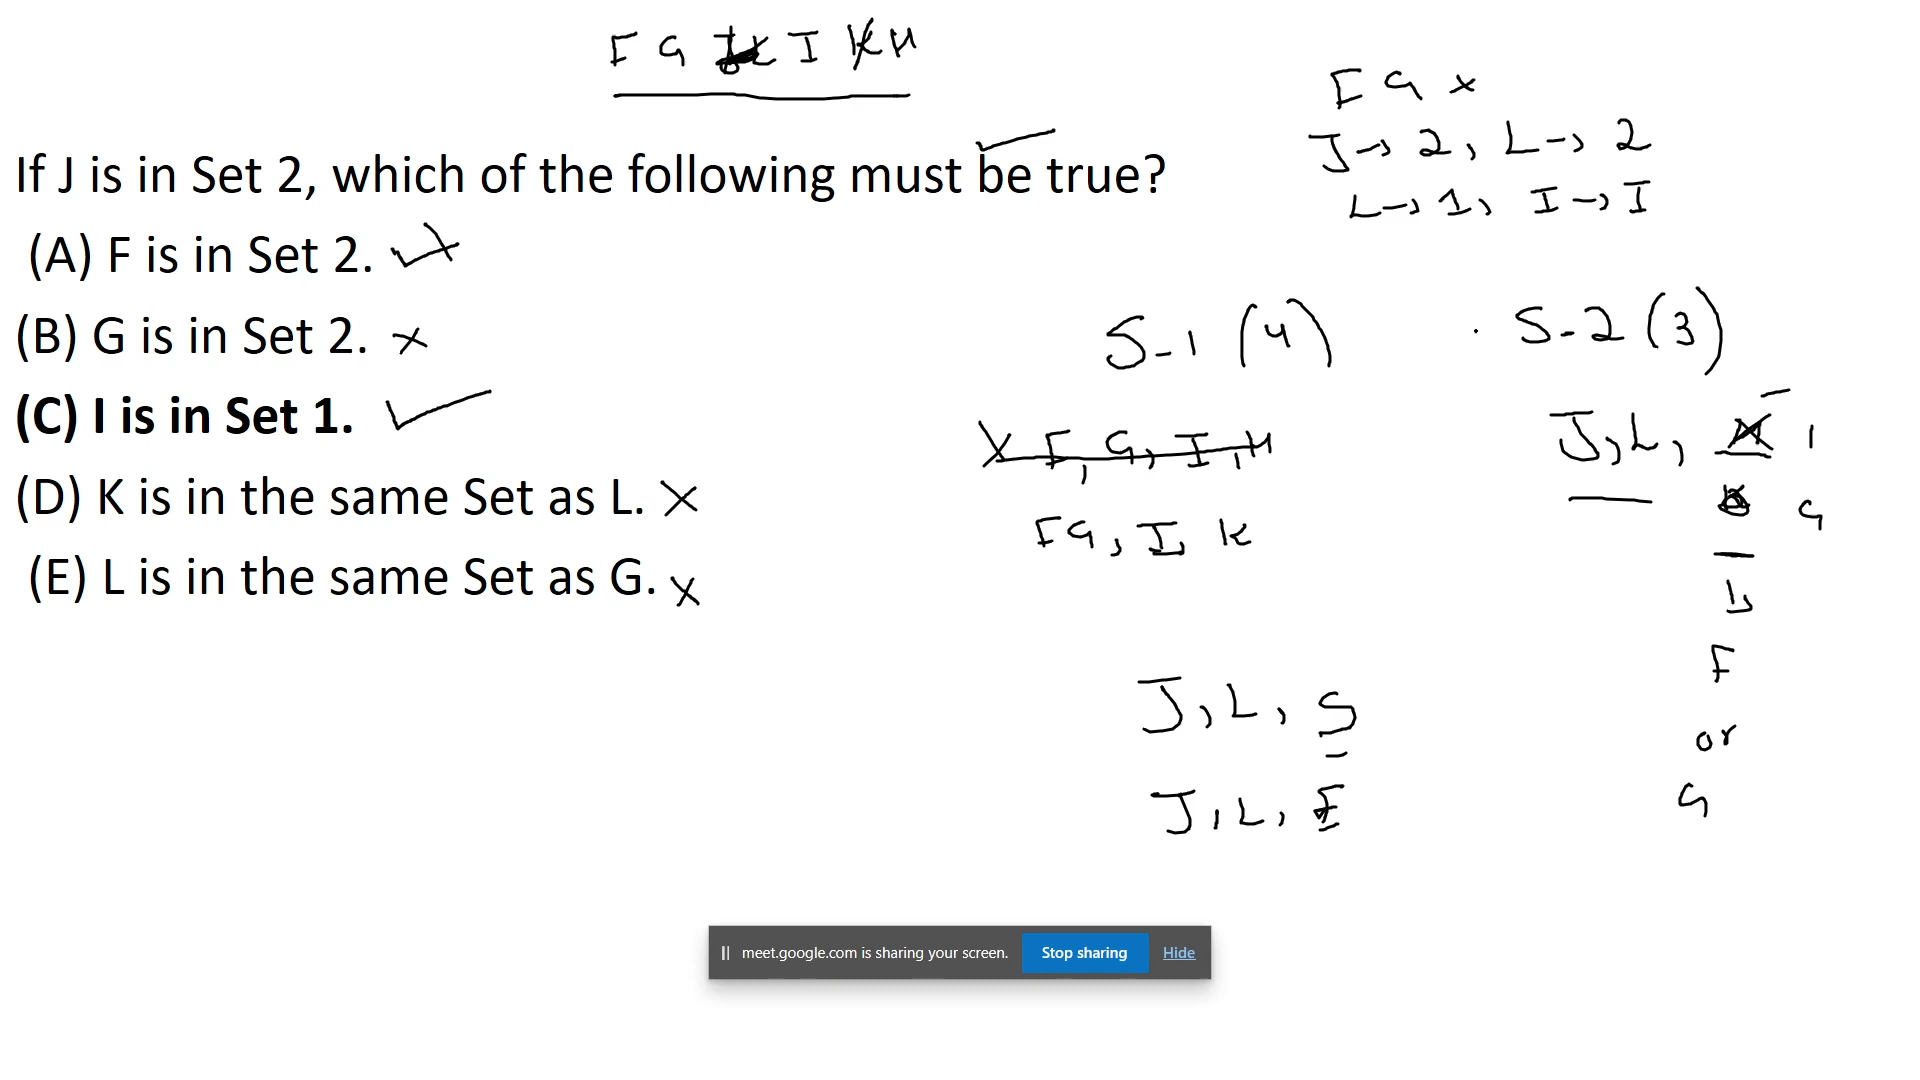 F G I K H
F G x
J → 2, L → 2
L → 1, I → I
If J is in Set 2, which of the following must be true?
(A) F is in Set 2.
(B) G is in Set 2.
(C) I is in Set 1.
(D) K is in the same Set as L.
(E) L is in the same Set as G.
S-1 (4)
S-2 (3)
F, G, I, H
J, L,
FG, I, K
G
F
or
G
J, L, S
J, L, F
meet.google.com is sharing your screen. Stop sharing Hide